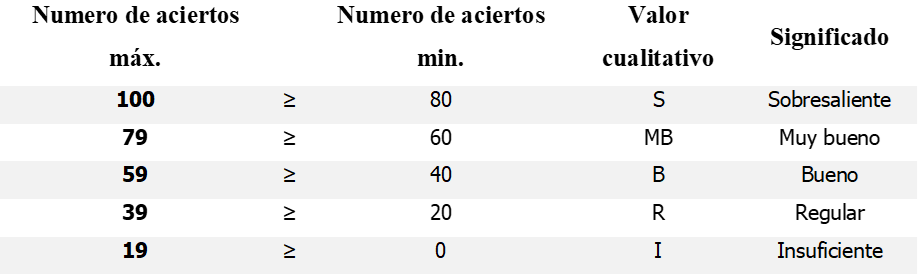 Numero de aciertos máx. Numero de aciertos min. Valor cualitativo Significado
100 ≥ 80 S Sobresaliente
79 ≥ 60 MB Muy bueno
59 ≥ 40 B Bueno
39 ≥ 20 R Regular
19 ≥ 0 I Insuficiente